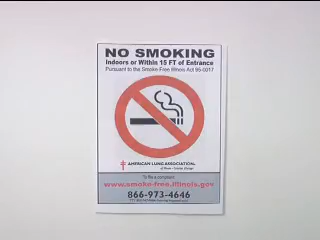 NO SMOKING
Indoors or Within 15 FT of Entrance
Pursuant to the Smoke Free Illinois Act 95-0017
AMERICAN LUNG ASSOCIATION
To file a complaint
www.smoke-free.illinois.gov
866-973-4646